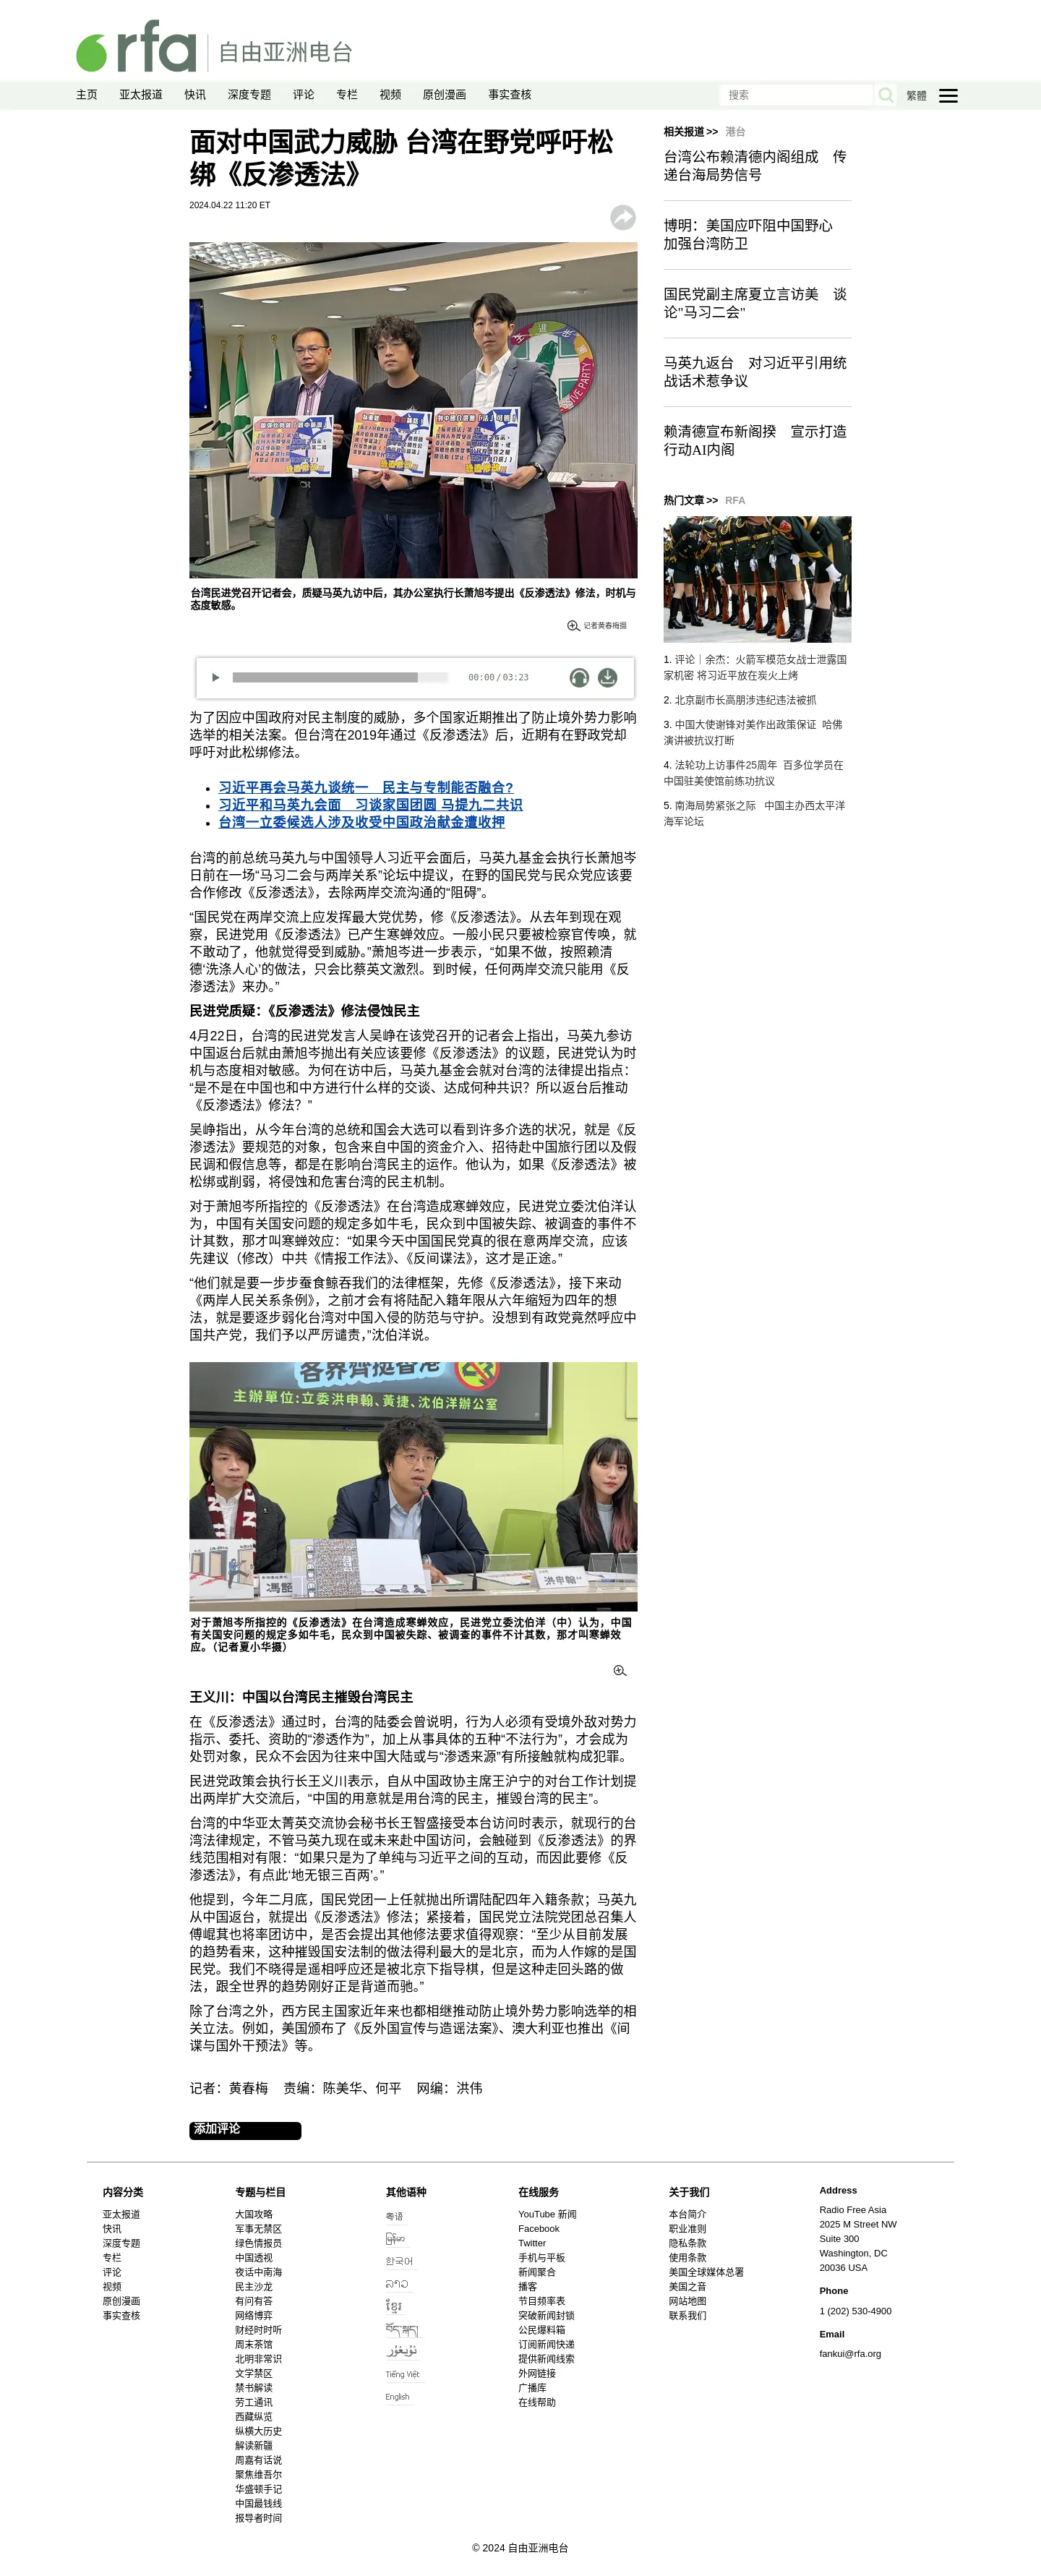 rfa 自由亚洲电台
主页 亚太报道 快讯 深度专题 评论 专栏 视频 原创漫画 事实查核 搜索 繁體
面对中国武力威胁 台湾在野党呼吁松
绑《反渗透法》
2024.04.22 11:20 ET
台湾民进党召开记者会，质疑马英九访中后，其办公室执行长萧旭岑提出《反渗透法》修法，时机与
态度敏感。
记者黄春梅摄
00:00 / 03:23
为了因应中国政府对民主制度的威胁，多个国家近期推出了防止境外势力影响
选举的相关法案。但台湾在2019年通过《反渗透法》后，近期有在野政党却
呼吁对此松绑修法。
习近平再会马英九谈统一　民主与专制能否融合?
习近平和马英九会面　习谈家国团圆 马提九二共识
台湾一立委候选人涉及收受中国政治献金遭收押
台湾的前总统马英九与中国领导人习近平会面后，马英九基金会执行长萧旭岑
日前在一场“马习二会与两岸关系”论坛中提议，在野的国民党与民众党应该要
合作修改《反渗透法》，去除两岸交流沟通的“阻碍”。
“国民党在两岸交流上应发挥最大党优势，修《反渗透法》。从去年到现在观
察，民进党用《反渗透法》已产生寒蝉效应。一般小民只要被检察官传唤，就
不敢动了，他就觉得受到威胁。”萧旭岑进一步表示，“如果不做，按照赖清
德‘洗涤人心’的做法，只会比蔡英文激烈。到时候，任何两岸交流只能用《反
渗透法》来办。”
民进党质疑：《反渗透法》修法侵蚀民主
4月22日，台湾的民进党发言人吴峥在该党召开的记者会上指出，马英九参访
中国返台后就由萧旭岑抛出有关应该要修《反渗透法》的议题，民进党认为时
机与态度相对敏感。为何在访中后，马英九基金会就对台湾的法律提出指点：
“是不是在中国也和中方进行什么样的交谈、达成何种共识？所以返台后推动
《反渗透法》修法？”
吴峥指出，从今年台湾的总统和国会大选可以看到许多介选的状况，就是《反
渗透法》要规范的对象，包含来自中国的资金介入、招待赴中国旅行团以及假
民调和假信息等，都是在影响台湾民主的运作。他认为，如果《反渗透法》被
松绑或削弱，将侵蚀和危害台湾的民主机制。
对于萧旭岑所指控的《反渗透法》在台湾造成寒蝉效应，民进党立委沈伯洋认
为，中国有关国安问题的规定多如牛毛，民众到中国被失踪、被调查的事件不
计其数，那才叫寒蝉效应：“如果今天中国国民党真的很在意两岸交流，应该
先建议（修改）中共《情报工作法》、《反间谍法》，这才是正途。”
“他们就是要一步步蚕食鲸吞我们的法律框架，先修《反渗透法》，接下来动
《两岸人民关系条例》，之前才会有将陆配入籍年限从六年缩短为四年的想
法，就是要逐步弱化台湾对中国入侵的防范与守护。没想到有政党竟然呼应中
国共产党，我们予以严厉谴责，”沈伯洋说。
各界齊挺香港
主辦單位:立委洪申翰、黃捷、沈伯洋辦公室
洪申翰
对于萧旭岑所指控的《反渗透法》在台湾造成寒蝉效应，民进党立委沈伯洋（中）认为，中国
有关国安问题的规定多如牛毛，民众到中国被失踪、被调查的事件不计其数，那才叫寒蝉效
应。（记者夏小华摄）
王义川：中国以台湾民主摧毁台湾民主
在《反渗透法》通过时，台湾的陆委会曾说明，行为人必须有受境外敌对势力
指示、委托、资助的“渗透作为”，加上从事具体的五种“不法行为”，才会成为
处罚对象，民众不会因为往来中国大陆或与“渗透来源”有所接触就构成犯罪。
民进党政策会执行长王义川表示，自从中国政协主席王沪宁的对台工作计划提
出两岸扩大交流后，“中国的用意就是用台湾的民主，摧毁台湾的民主”。
台湾的中华亚太菁英交流协会秘书长王智盛接受本台访问时表示，就现行的台
湾法律规定，不管马英九现在或未来赴中国访问，会触碰到《反渗透法》的界
线范围相对有限：“如果只是为了单纯与习近平之间的互动，而因此要修《反
渗透法》，有点此‘地无银三百两’。”
他提到，今年二月底，国民党团一上任就抛出所谓陆配四年入籍条款；马英九
从中国返台，就提出《反渗透法》修法；紧接着，国民党立法院党团总召集人
傅崐萁也将率团访中，是否会提出其他修法要求值得观察：“至少从目前发展
的趋势看来，这种摧毁国安法制的做法得利最大的是北京，而为人作嫁的是国
民党。我们不晓得是遥相呼应还是被北京下指导棋，但是这种走回头路的做
法，跟全世界的趋势刚好正是背道而驰。”
除了台湾之外，西方民主国家近年来也都相继推动防止境外势力影响选举的相
关立法。例如，美国颁布了《反外国宣传与造谣法案》、澳大利亚也推出《间
谍与国外干预法》等。
记者：黄春梅　责编：陈美华、何平　网编：洪伟
添加评论
相关报道 >> 港台
台湾公布赖清德内阁组成　传
递台海局势信号
博明：美国应吓阻中国野心
加强台湾防卫
国民党副主席夏立言访美　谈
论"马习二会"
马英九返台　对习近平引用统
战话术惹争议
赖清德宣布新阁揆　宣示打造
行动AI内阁
热门文章 >> RFA
1. 评论｜余杰：火箭军模范女战士泄露国
家机密 将习近平放在炭火上烤
2. 北京副市长高朋涉违纪违法被抓
3. 中国大使谢锋对美作出政策保证 哈佛
演讲被抗议打断
4. 法轮功上访事件25周年 百多位学员在
中国驻美使馆前练功抗议
5. 南海局势紧张之际 中国主办西太平洋
海军论坛
内容分类
亚太报道
快讯
深度专题
专栏
评论
视频
原创漫画
事实查核
专题与栏目
大国攻略
军事无禁区
绿色情报员
中国透视
夜话中南海
民主沙龙
有问有答
网络博弈
财经时时听
周末茶馆
北明非常识
文学禁区
禁书解读
劳工通讯
西藏纵览
纵横大历史
解读新疆
周嘉有话说
聚焦维吾尔
华盛顿手记
中国最钱线
报导者时间
其他语种
粤语
မြန်မာ
한국어
ລາວ
ខ្មែរ
བོད་སྐད།
ئۇيغۇر
Tiếng Việt
English
在线服务
YouTube 新闻
Facebook
Twitter
手机与平板
新闻聚合
播客
节目频率表
突破新闻封锁
公民爆料箱
订阅新闻快递
提供新闻线索
外网链接
广播库
在线帮助
关于我们
本台简介
职业准则
隐私条款
使用条款
美国全球媒体总署
美国之音
网站地图
联系我们
Address
Radio Free Asia
2025 M Street NW
Suite 300
Washington, DC
20036 USA
Phone
1 (202) 530-4900
Email
fankui@rfa.org
© 2024 自由亚洲电台